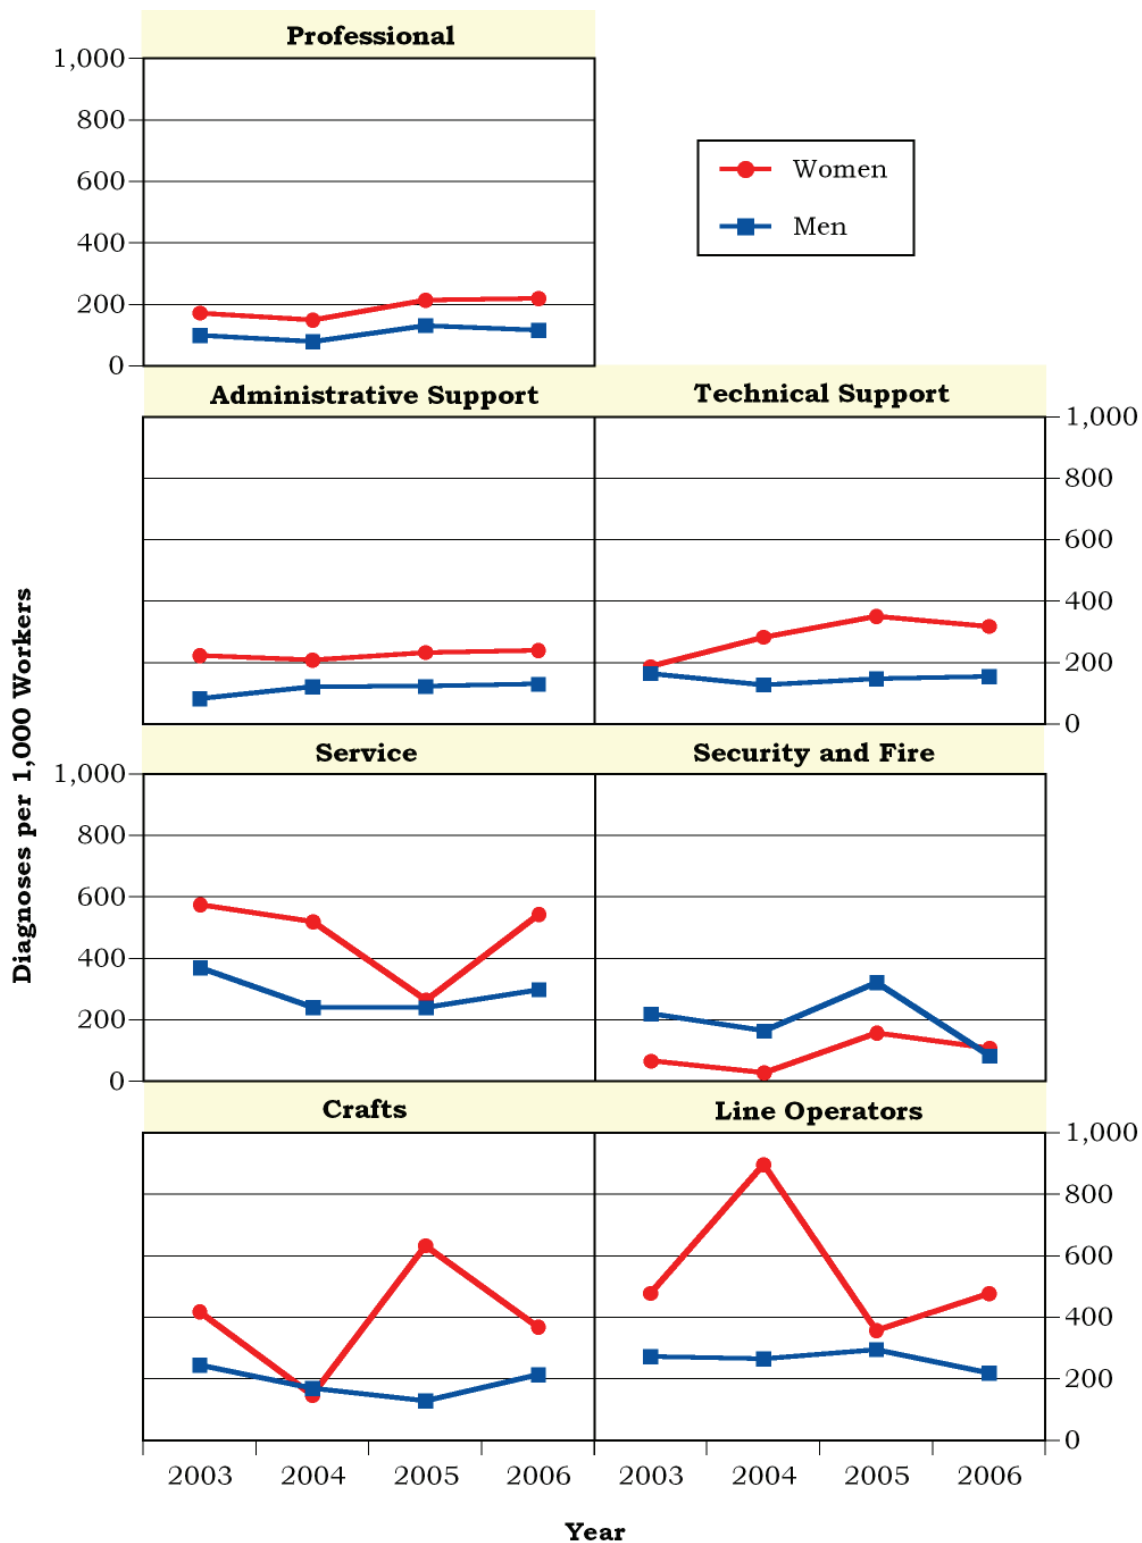 Professional
1,000
800
600
400
200
0
Women
Men
Administrative Support
Technical Support
1,000
800
600
400
200
0
Diagnoses per 1,000 Workers
Service
Security and Fire
1,000
800
600
400
200
0
Crafts
Line Operators
1,000
800
600
400
200
0
2003 2004 2005 2006 2003 2004 2005 2006
Year